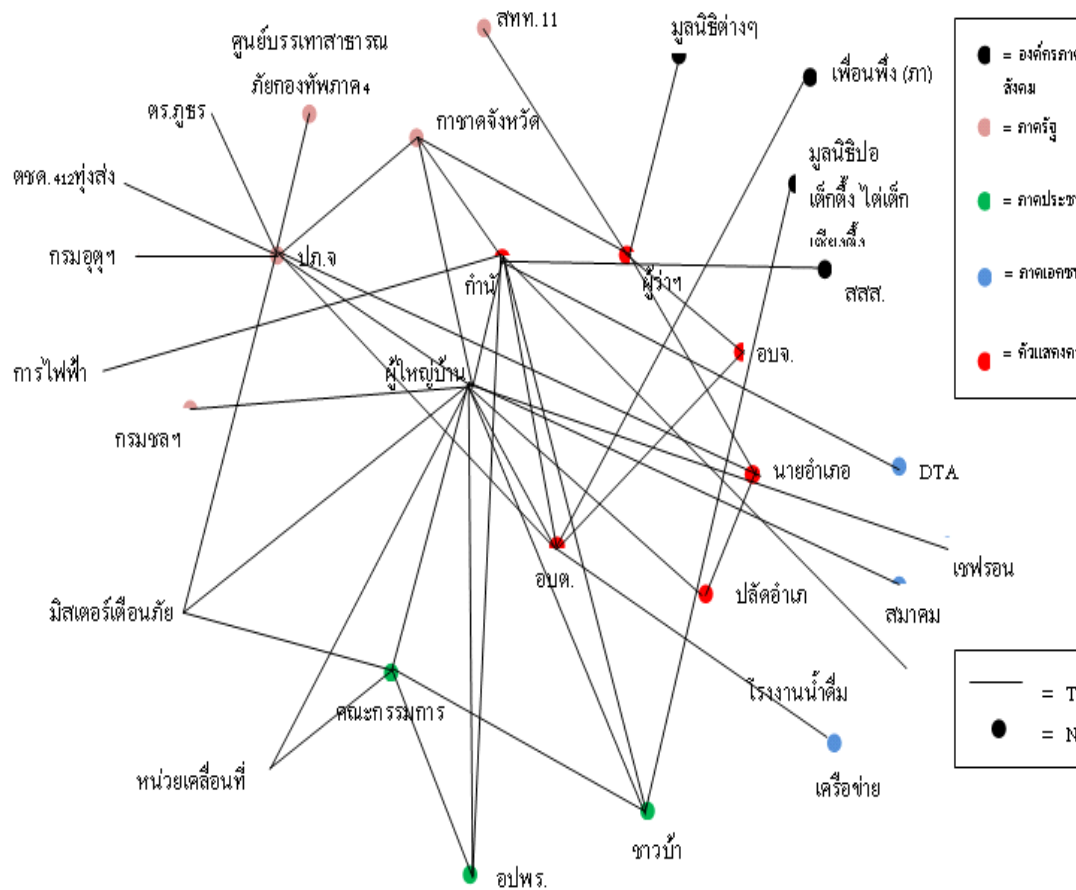 สทท. 11
ศูนย์บรรเทาสาธารณ
ภัยกองทัพภาค4
มูลนิธิต่างๆ
เพื่อนพึ่ง (ภา)
ตร.ภูธร
กาชาดจังหวัด
มูลนิธิปอ
เต็กตึ้ง ไต่เต็ก
ตชด. 412ทุ่งส่ง
กรมอุตุฯ
ปภ.จ
กำนั
ผู้ว่าฯ
สสส.
อบจ.
การไฟฟ้า
ผู้ใหญ่บ้าน
กรมชลฯ
นายอำเภอ
DTA
เชฟรอน
อบต.
ปลัดอำเภ
สมาคม
มิสเตอร์เตือนภัย
โรงงานน้ำดื่ม
คณะกรรมการ
หน่วยเคลื่อนที่
เครือข่าย
ชาวบ้า
อปพร.
= องค์กรภาค
สังคม
= ภาครัฐ
= ภาคประชา
= ภาคเอกชน
= T
= N